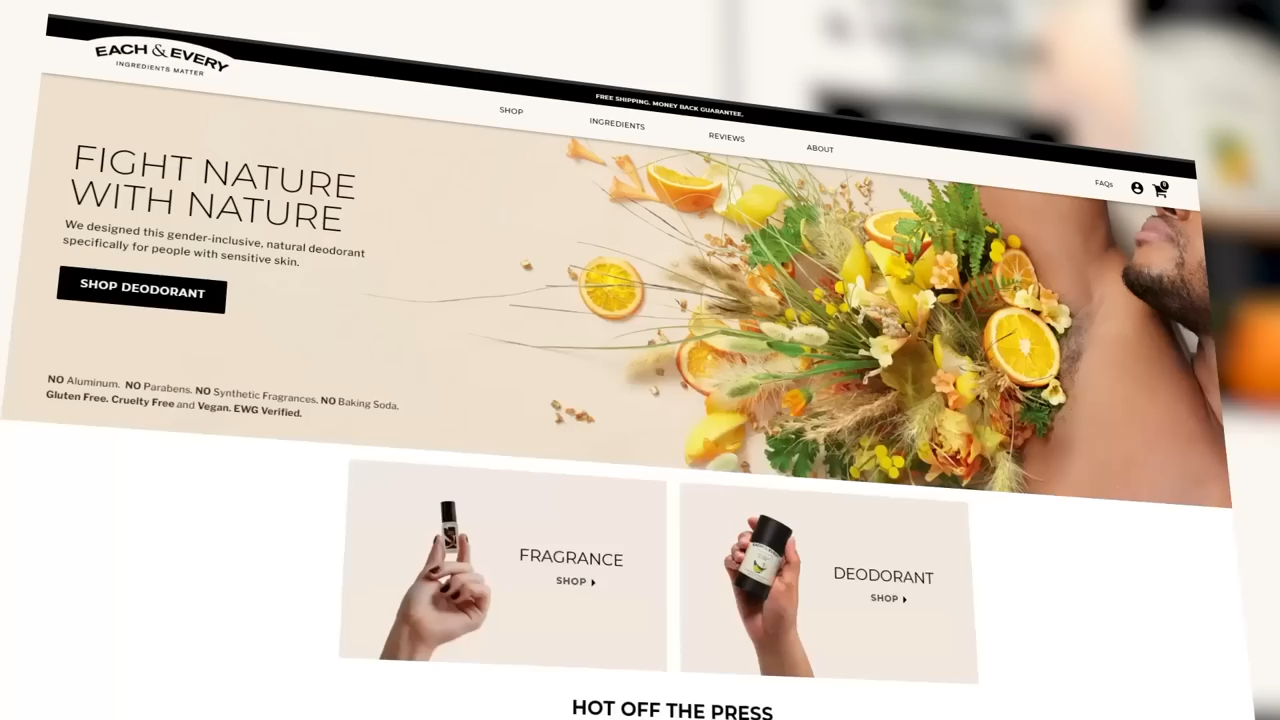 EACH & EVERY
INGREDIENTS MATTER
FREE SHIPPING. MONEY BACK GUARANTEE.
SHOP
INGREDIENTS
REVIEWS
ABOUT
FAQs
0
FIGHT NATURE
WITH NATURE
We designed this gender-inclusive, natural deodorant
specifically for people with sensitive skin.
SHOP DEODORANT
NO Aluminum. NO Parabens. NO Synthetic Fragrances. NO Baking Soda.
Gluten Free. Cruelty Free and Vegan. EWG Verified.
FRAGRANCE
SHOP
DEODORANT
SHOP
EACH & EVERY
HOT OFF THE PRESS